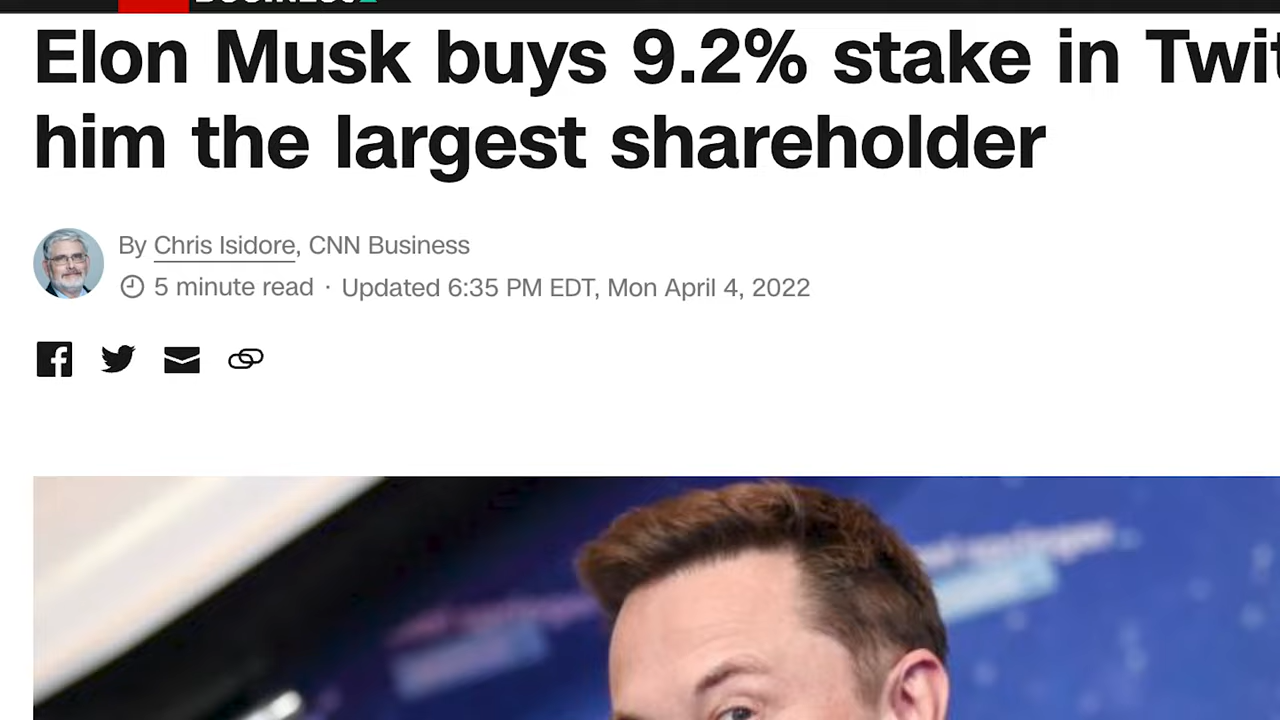 Elon Musk buys 9.2% stake in Twit
him the largest shareholder
By Chris Isidore, CNN Business
5 minute read · Updated 6:35 PM EDT, Mon April 4, 2022